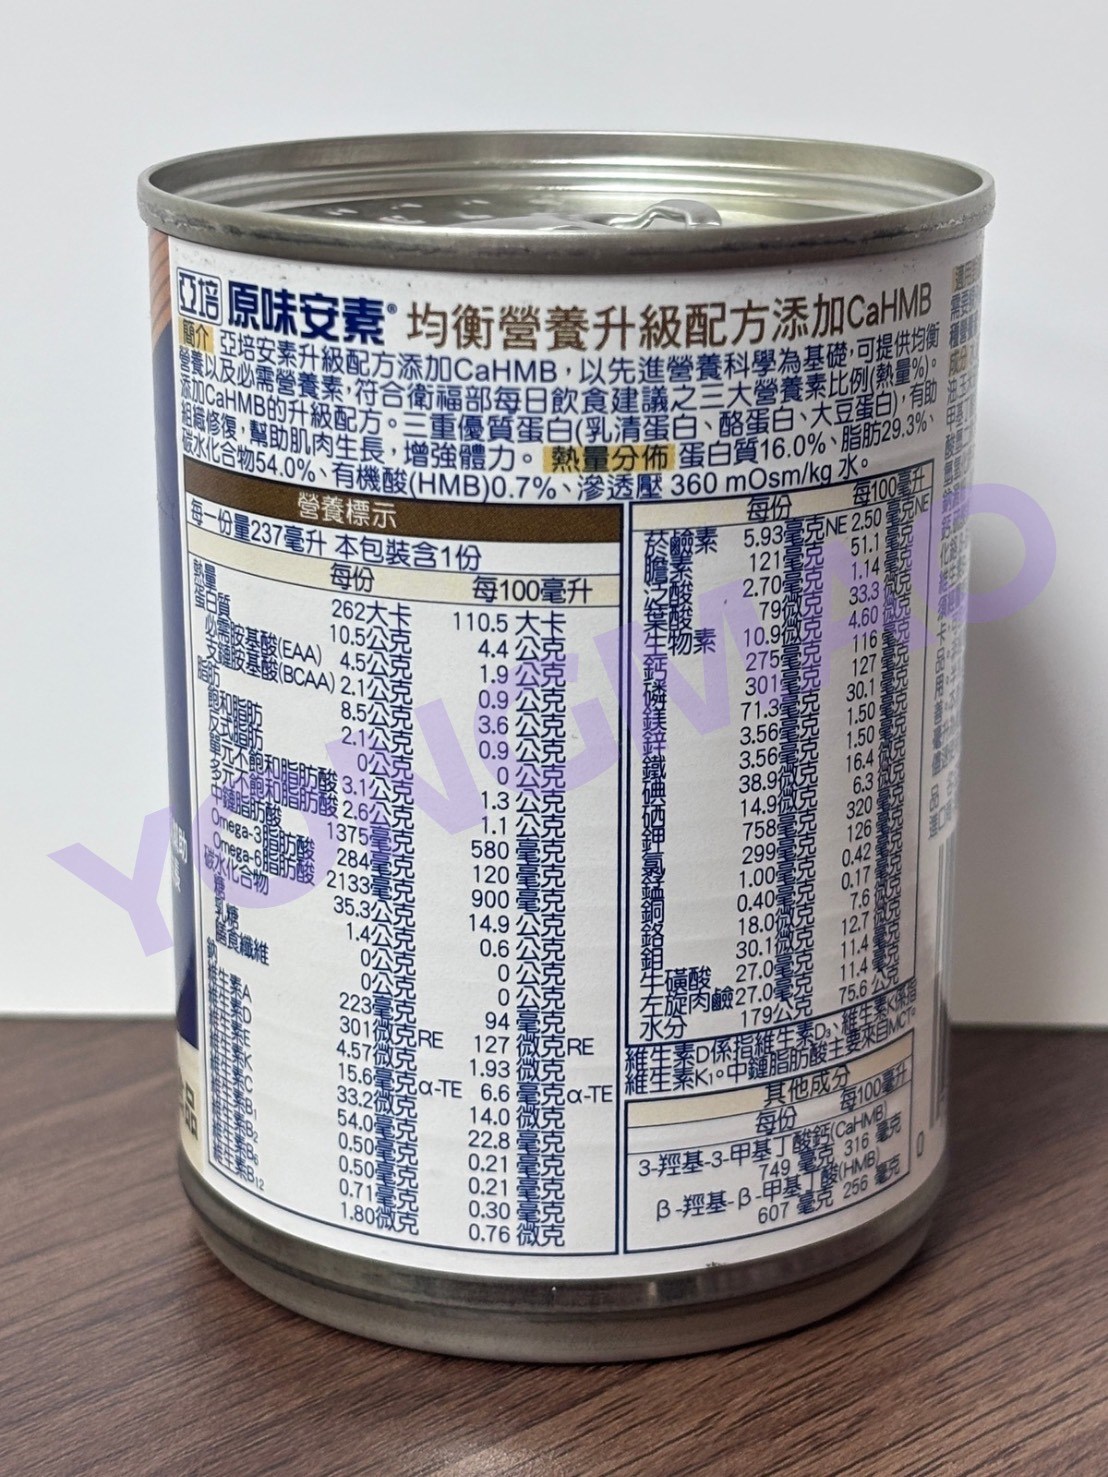 亞培 原味安素® 均衡營養升級配方添加CaHMB
簡介 亞培安素升級配方添加CaHMB，以先進營養科學為基礎，可提供均衡
營養以及必需營養素，符合衛福部每日飲食建議之三大營養素比例(熱量%)。
添加CaHMB的升級配方。三重優質蛋白(乳清蛋白、酪蛋白、大豆蛋白)，有助
組織修復，幫助肌肉生長，增強體力。 熱量分佈 蛋白質16.0%、脂肪29.3%、
碳水化合物54.0%、有機酸(HMB)0.7%、滲透壓 360 mOsm/kg 水。
營養標示
每一份量237毫升 本包裝含1份
每份 每100毫升
熱量 262大卡 110.5 大卡
蛋白質 10.5公克 4.4 公克
必需胺基酸(EAA) 4.5公克 1.9 公克
支鏈胺基酸(BCAA) 2.1公克 0.9 公克
脂肪 8.5公克 3.6 公克
飽和脂肪 2.1公克 0.9 公克
反式脂肪 0公克 0 公克
單元不飽和脂肪酸 3.1公克 1.3 公克
多元不飽和脂肪酸 2.6公克 1.1 公克
中鏈脂肪酸 1375毫克 580 毫克
Omega-3脂肪酸 284毫克 120 毫克
Omega-6脂肪酸 2133毫克 900 毫克
碳水化合物 35.3公克 14.9 公克
糖 1.4公克 0.6 公克
乳糖 0公克 0 公克
膳食纖維 0公克 0 公克
鈉 223毫克 94 毫克
維生素A 301微克RE 127 微克RE
維生素D 4.57微克 1.93 微克
維生素E 15.6毫克α-TE 6.6 毫克α-TE
維生素K 33.2微克 14.0 微克
維生素C 54.0毫克 22.8 毫克
維生素B1 0.50毫克 0.21 毫克
維生素B2 0.50毫克 0.21 毫克
維生素B6 0.71毫克 0.30 毫克
維生素B12 1.80微克 0.76 微克
每份 每100毫升
菸鹼素 5.93毫克NE 2.50 毫克NE
膽素 121毫克 51.1 毫克
泛酸 2.70毫克 1.14 毫克
葉酸 79微克 33.3 微克
生物素 10.9微克 4.60 微克
鈣 275毫克 116 毫克
磷 301毫克 127 毫克
鎂 71.3毫克 30.1 毫克
鋅 3.56毫克 1.50 毫克
鐵 3.56毫克 1.50 毫克
碘 38.9微克 16.4 微克
硒 14.9微克 6.3 微克
鉀 758毫克 320 毫克
氯 299毫克 126 毫克
錳 1.00毫克 0.42 毫克
銅 0.40毫克 0.17 毫克
鉻 18.0微克 7.6 微克
鉬 30.1微克 12.7 微克
牛磺酸 27.0毫克 11.4 毫克
左旋肉鹼 27.0毫克 11.4 毫克
水分 179公克 75.6 公克
維生素D係指維生素D3、維生素K係指
維生素K1。中鏈脂肪酸主要來自MCT。
其他成分
每份 每100毫升
3-羥基-3-甲基丁酸鈣(CaHMB)
749 毫克 316 毫克
β-羥基-β-甲基丁酸(HMB)
607 毫克 256 毫克
YONGMAO